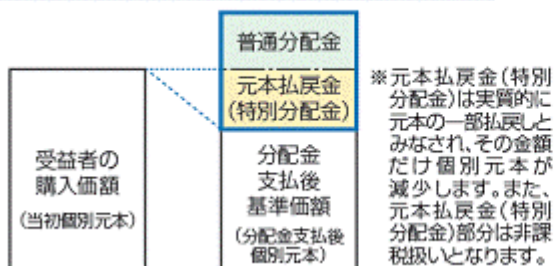 普通分配金
元本払戻金
(特別分配金)
受益者の
購入価額
(当初個別元本)
分配金
支払後
基準価額
(分配金支払後
個別元本)
※元本払戻金(特別
分配金)は実質的に
元本の一部払戻しと
みなされ、その金額
だけ個別元本が
減少します。また、
元本払戻金(特別
分配金)部分は非課
税扱いとなります。